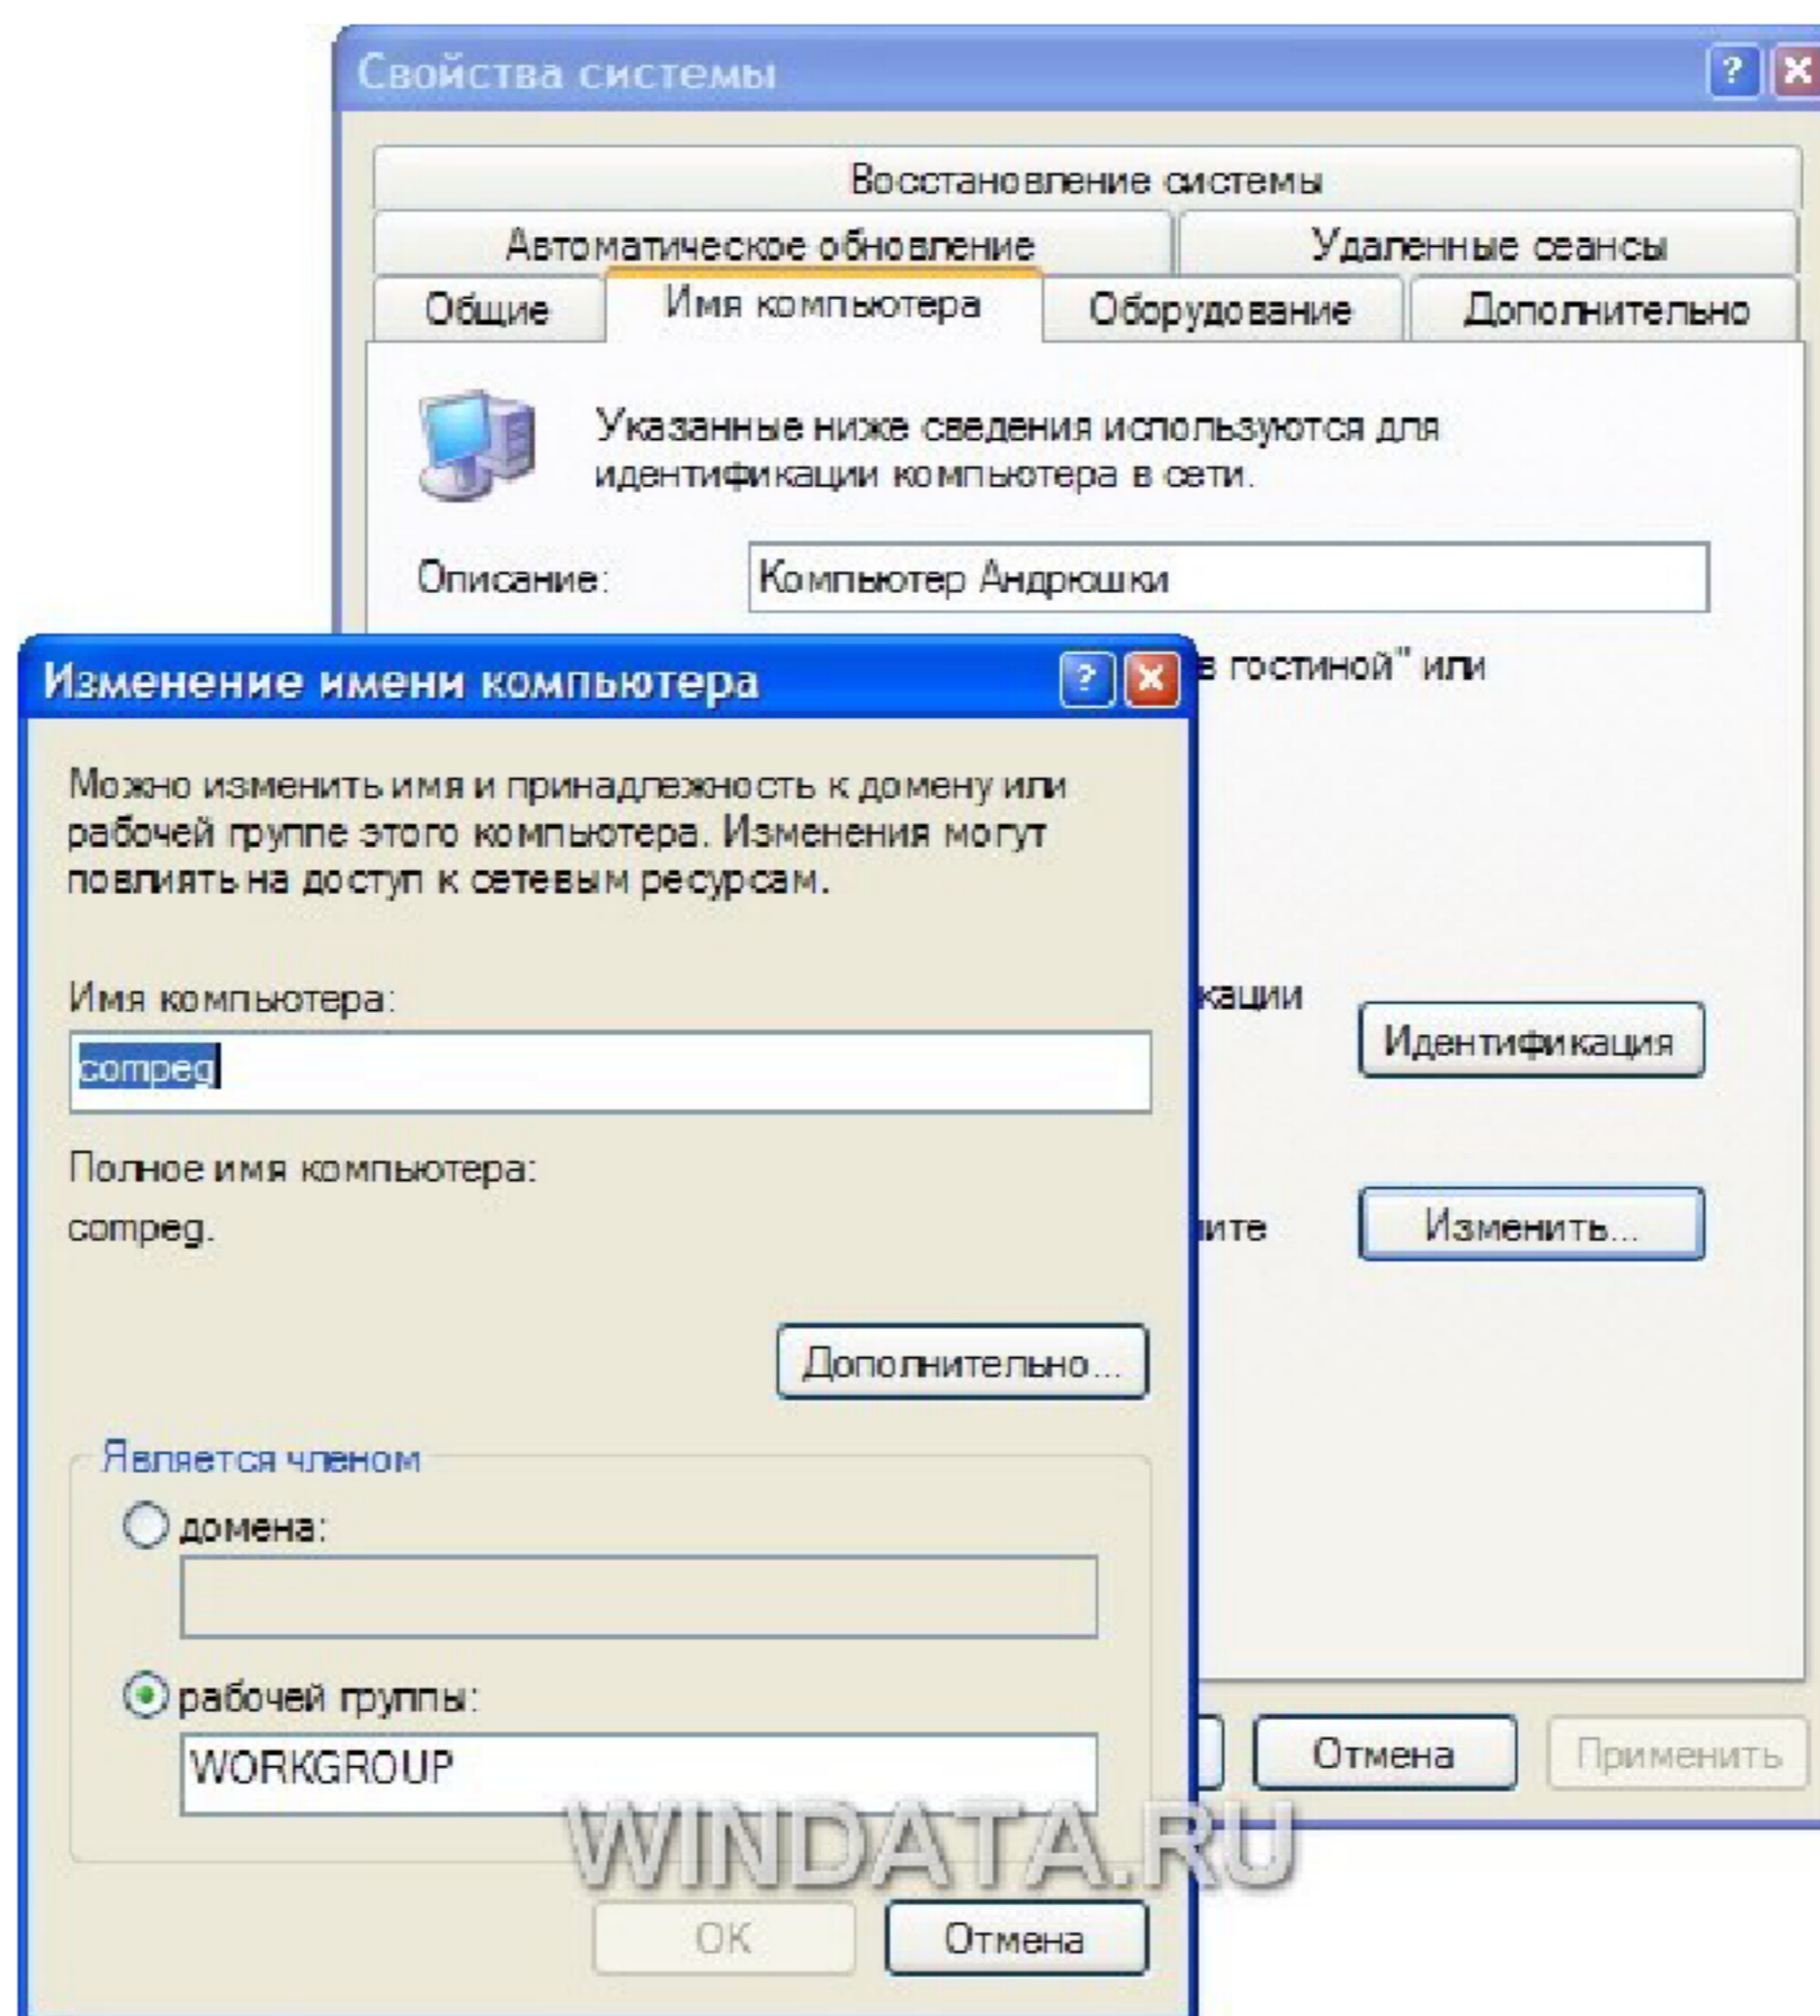 Свойства системы
Восстановление системы
Автоматическое обновление
Удаленные сеансы
Общие
Имя компьютера
Оборудование
Дополнительно
Указанные ниже сведения используются для
идентификации компьютера в сети.
Описание:
Компьютер Андрюшки
в гостиной" или
Идентификация
Изменить...
Отмена
Применить
Изменение имени компьютера
Можно изменить имя и принадлежность к домену или
рабочей группе этого компьютера. Изменения могут
повлиять на доступ к сетевым ресурсам.
Имя компьютера:
compeg
Полное имя компьютера:
compeg.
Дополнительно...
Является членом
домена:
рабочей группы:
WORKGROUP
WINDATA.RU
OK
Отмена